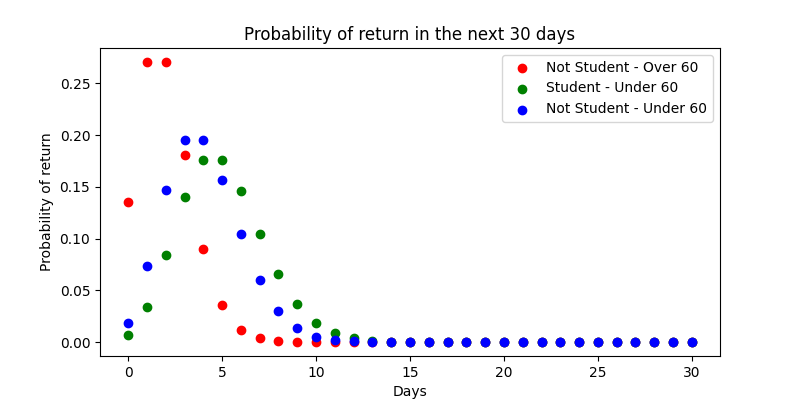 Probability of return in the next 30 days
Not Student - Over 60
Student - Under 60
Not Student - Under 60
Probability of return
0.25
0.20
0.15
0.10
0.05
0.00
0 5 10 15 20 25 30
Days